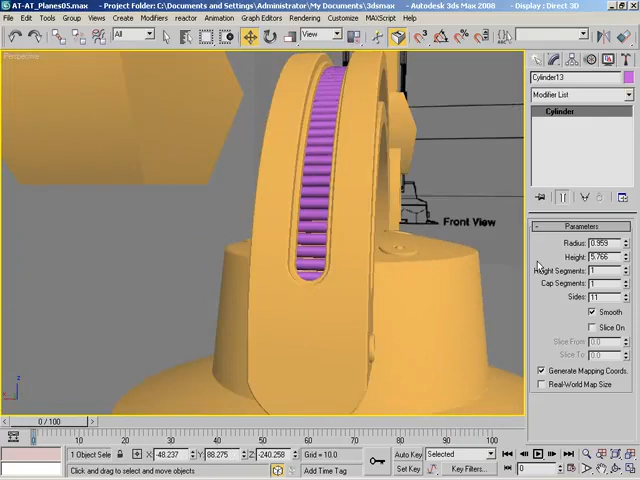 AT-AT_Planes05.max - Project Folder: C:\Documents and Settings\Administrator\My Documents\3dsmax - Autodesk 3ds Max 2008 - Display : Direct 3D
File Edit Tools Group Views Create Modifiers reactor Animation Graph Editors Rendering Customize MAXScript Help
All View
Perspective
Front View
Cylinder13
Modifier List
Cylinder
- Parameters
Radius: 0.959
Height: 5.766
Height Segments: 1
Cap Segments: 1
Sides: 11
Smooth
Slice On
Slice From: 0.0
Slice To: 0.0
Generate Mapping Coords.
Real-World Map Size
0 / 100
0 10 20 30 40 50 60 70 80 90 100
1 Object Selec X: -48.237 Y: 88.275 Z: -240.258 Grid = 10.0 Auto Key Selected
Click and drag to select and move objects Add Time Tag Set Key Key Filters... 0